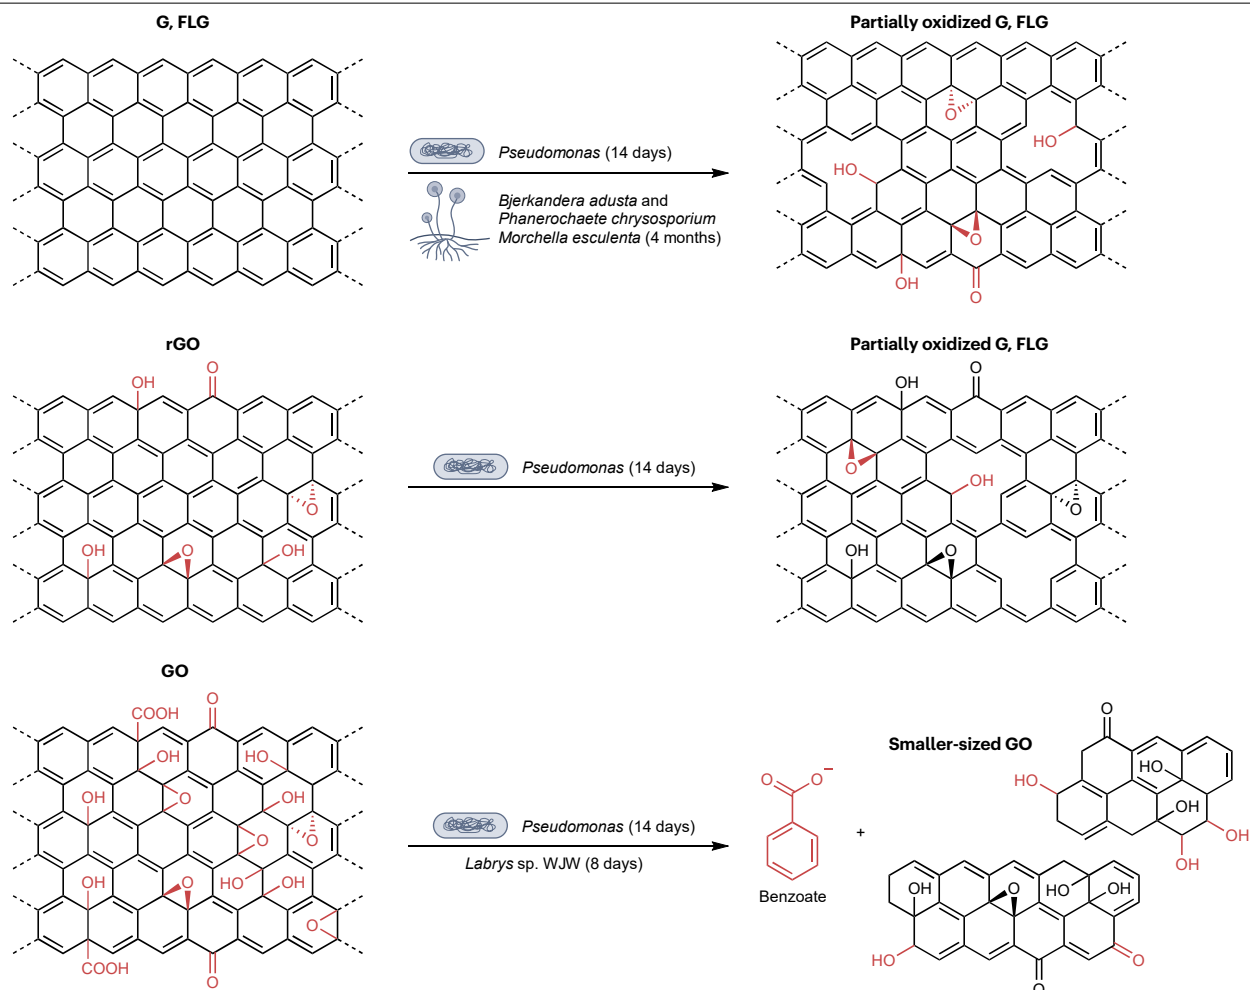 G, FLG
Partially oxidized G, FLG
O
HO
HO
O
OH
O
Pseudomonas (14 days)
Bjerkandera adusta and
Phanerochaete chrysosporium
Morchella esculenta (4 months)
rGO
Partially oxidized G, FLG
OH
O
O
OH
O
OH
Pseudomonas (14 days)
OH
O
O
OH
O
OH
O
GO
COOH
O
OH
HO
OH
O
OH
O
O
OH
O
HO
OH
O
COOH
O
Pseudomonas (14 days)
Labrys sp. WJW (8 days)
Smaller-sized GO
O
O−
Benzoate
+
O
HO
HO
OH
OH
OH
OH
O
HO
OH
HO
O
O